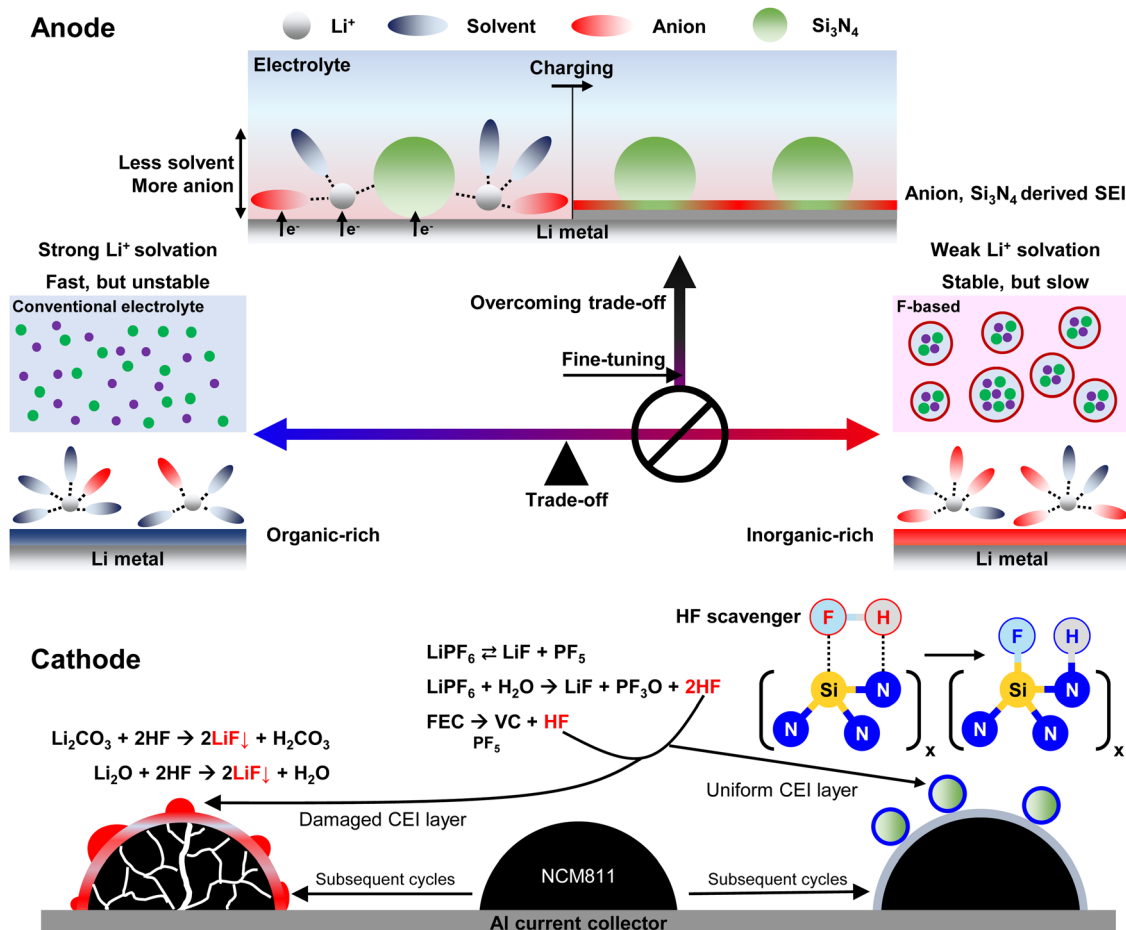 Anode
Li⁺
Solvent
Anion
Si₃N₄
Electrolyte
Charging
Less solvent
More anion
e⁻
e⁻
e⁻
Li metal
Anion, Si₃N₄ derived SEI
Strong Li⁺ solvation
Fast, but unstable
Conventional electrolyte
Weak Li⁺ solvation
Stable, but slow
F-based
Overcoming trade-off
Fine-tuning
Trade-off
Organic-rich
Inorganic-rich
Li metal
Li metal
Cathode
HF scavenger
F
H
Si
N
N
N
x
F
H
Si
N
N
N
x
LiPF₆ ⇄ LiF + PF₅
LiPF₆ + H₂O → LiF + PF₃O + 2HF
FEC → VC + HF
PF₅
Li₂CO₃ + 2HF → 2LiF↓ + H₂CO₃
Li₂O + 2HF → 2LiF↓ + H₂O
Damaged CEI layer
Uniform CEI layer
NCM811
Subsequent cycles
Subsequent cycles
Al current collector